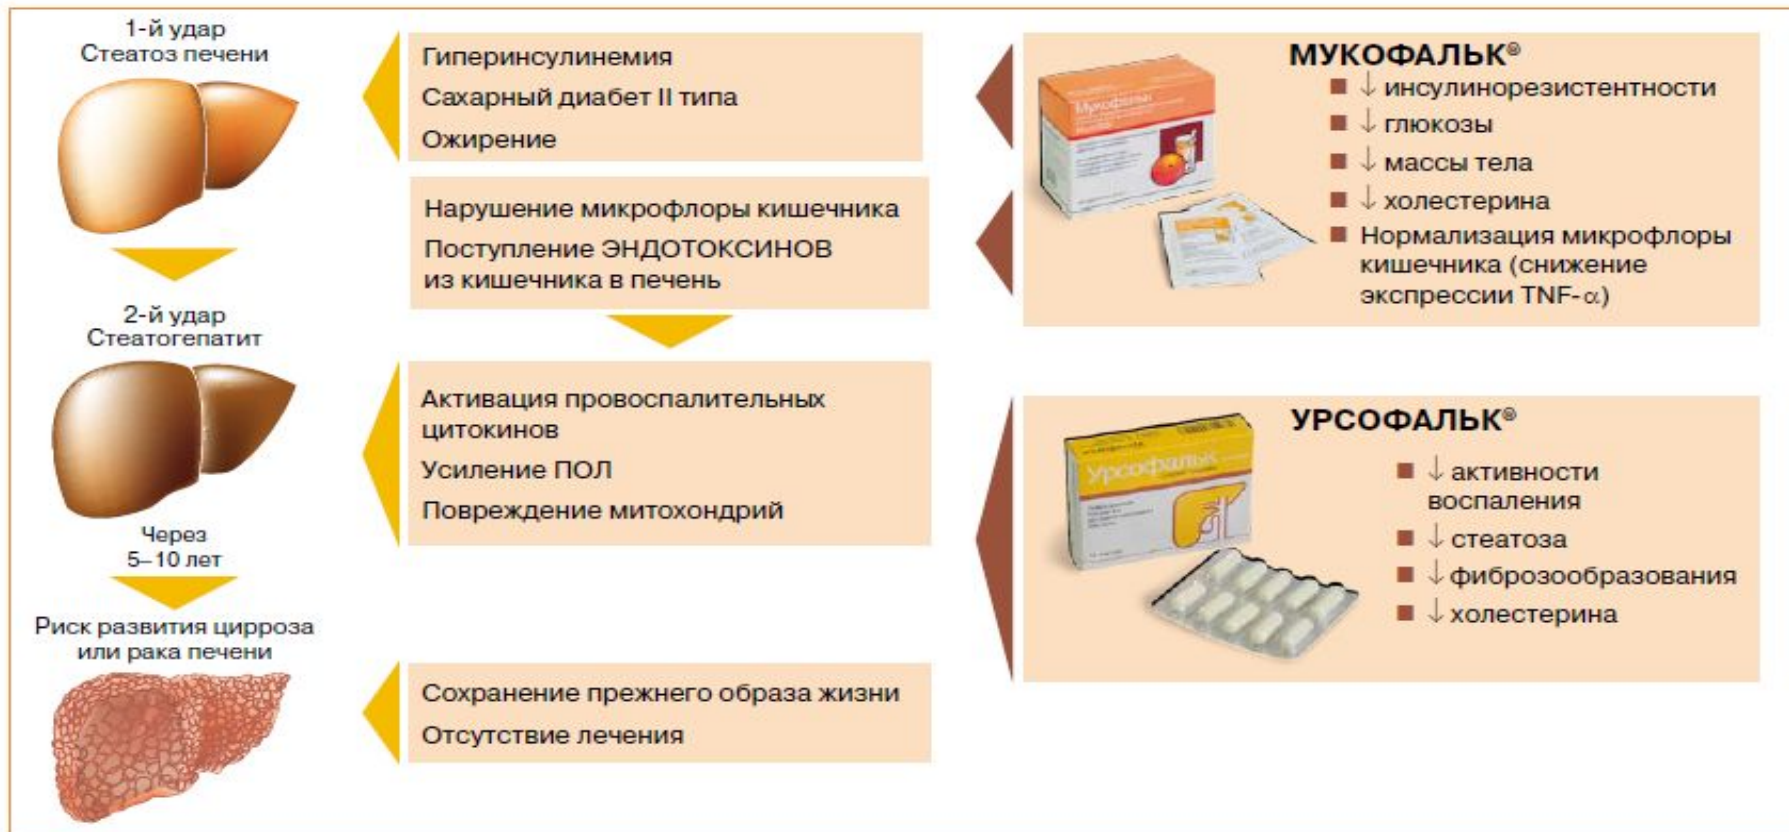 1-й удар
Стеатоз печени
Гиперинсулинемия
Сахарный диабет II типа
Ожирение
Нарушение микрофлоры кишечника
Поступление ЭНДОТОКСИНОВ
из кишечника в печень
МУКОФАЛЬК®
↓ инсулинорезистентности
↓ глюкозы
↓ массы тела
↓ холестерина
Нормализация микрофлоры
кишечника (снижение
экспрессии TNF-α)
Мукофальк
2-й удар
Стеатогепатит
Активация провоспалительных
цитокинов
Усиление ПОЛ
Повреждение митохондрий
УРСОФАЛЬК®
↓ активности
воспаления
↓ стеатоза
↓ фиброзообразования
↓ холестерина
Урсофальк
Через
5–10 лет
Риск развития цирроза
или рака печени
Сохранение прежнего образа жизни
Отсутствие лечения